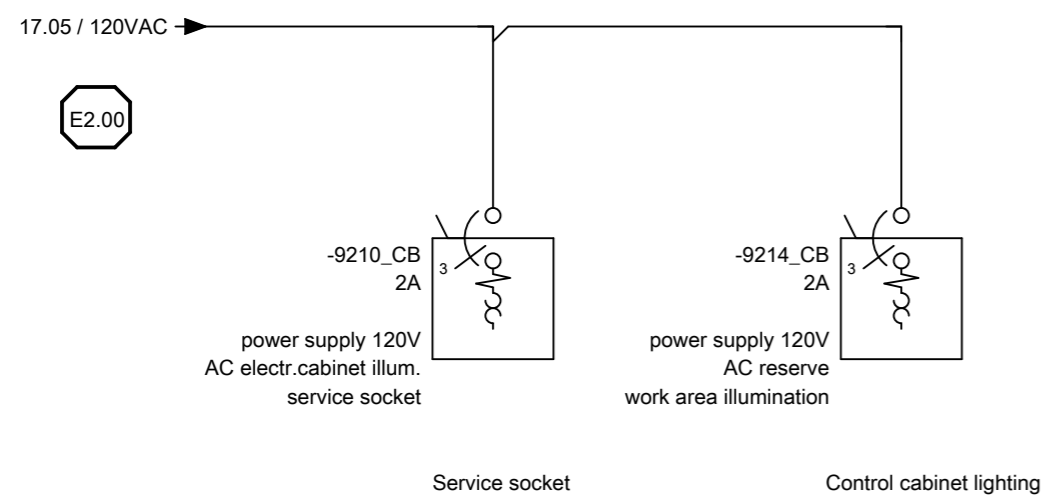 17.05 / 120VAC
E2.00
-9210_CB
2A
3
power supply 120V
AC electr.cabinet illum.
service socket
-9214_CB
2A
3
power supply 120V
AC reserve
work area illumination
Service socket
Control cabinet lighting